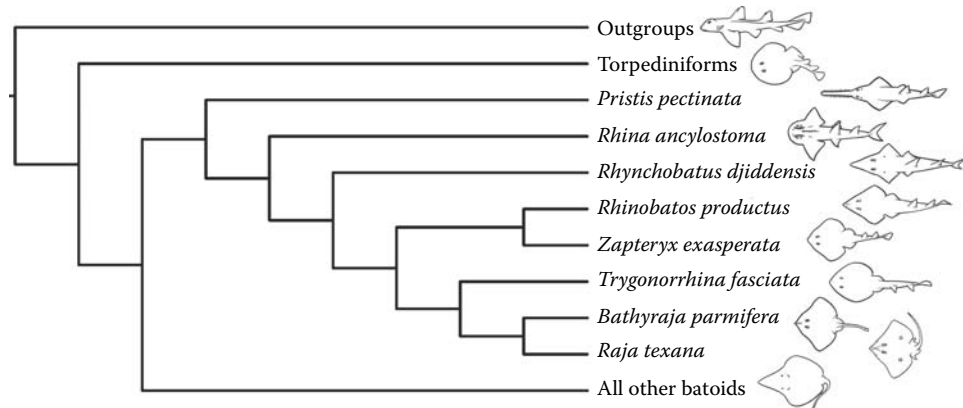 Outgroups
Torpediniforms
Pristis pectinata
Rhina ancylostoma
Rhynchobatus djiddensis
Rhinobatos productus
Zapteryx exasperata
Trygonorrhina fasciata
Bathyraja parmifera
Raja texana
All other batoids